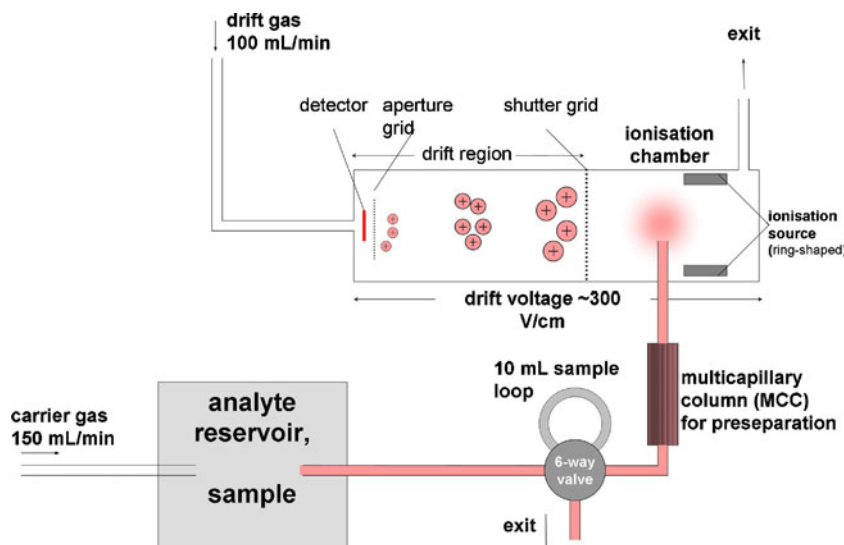 drift gas
100 mL/min
exit
detector
aperture
grid
shutter grid
ionisation
chamber
drift region
ionisation
source
(ring-shaped)
drift voltage ~300
V/cm
10 mL sample
loop
multicapillary
column (MCC)
for preseparation
analyte
reservoir,
sample
carrier gas
150 mL/min
6-way
valve
exit
+
+
+
+
+
+
+
+
+
+
+